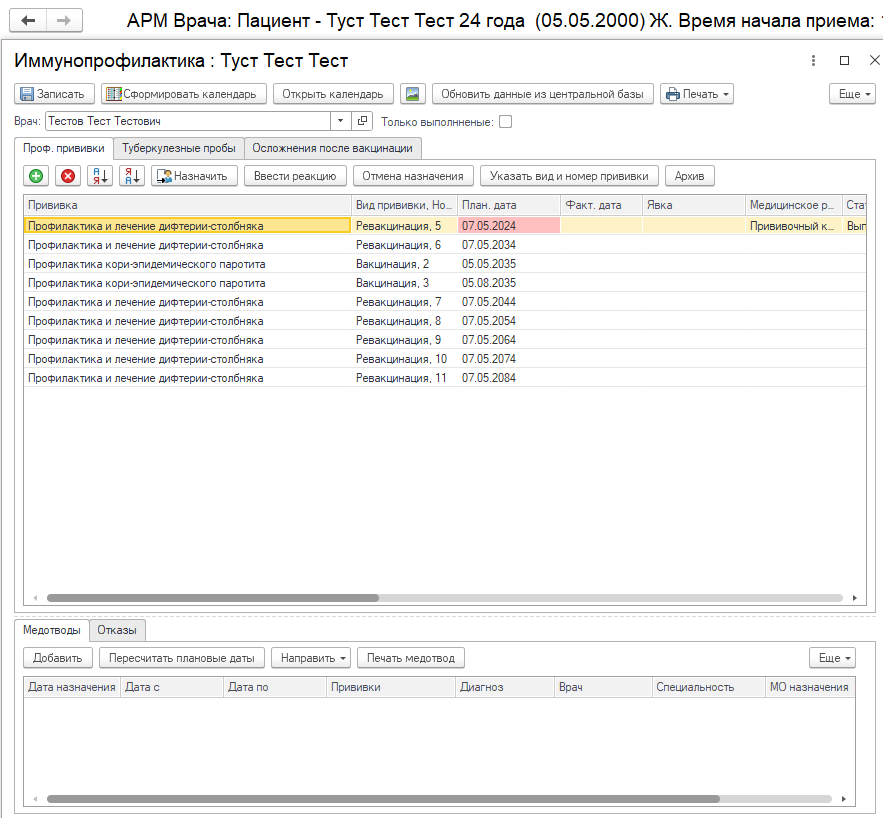 АРМ Врача: Пациент - Туст Тест Тест 24 года (05.05.2000) Ж. Время начала приема:
Иммунопрофилактика : Туст Тест Тест
Записать Сформировать календарь Открыть календарь Обновить данные из центральной базы Печать Еще
Врач: Тестов Тест Тестович Только выполнненые:
Проф. прививки Туберкулезные пробы Осложнения после вакцинации
Назначить Ввести реакцию Отмена назначения Указать вид и номер прививки Архив
Прививка Вид прививки, Но... План. дата Факт. дата Явка Медицинское р... Ста
Профилактика и лечение дифтерии-столбняка Ревакцинация, 5 07.05.2024 Прививочный к... Вып
Профилактика и лечение дифтерии-столбняка Ревакцинация, 6 07.05.2034
Профилактика кори-эпидемического паротита Вакцинация, 2 05.05.2035
Профилактика кори-эпидемического паротита Вакцинация, 3 05.08.2035
Профилактика и лечение дифтерии-столбняка Ревакцинация, 7 07.05.2044
Профилактика и лечение дифтерии-столбняка Ревакцинация, 8 07.05.2054
Профилактика и лечение дифтерии-столбняка Ревакцинация, 9 07.05.2064
Профилактика и лечение дифтерии-столбняка Ревакцинация, 10 07.05.2074
Профилактика и лечение дифтерии-столбняка Ревакцинация, 11 07.05.2084
Медотводы Отказы
Добавить Пересчитать плановые даты Направить Печать медотвод Еще
Дата назначения Дата с Дата по Прививки Диагноз Врач Специальность МО назначения